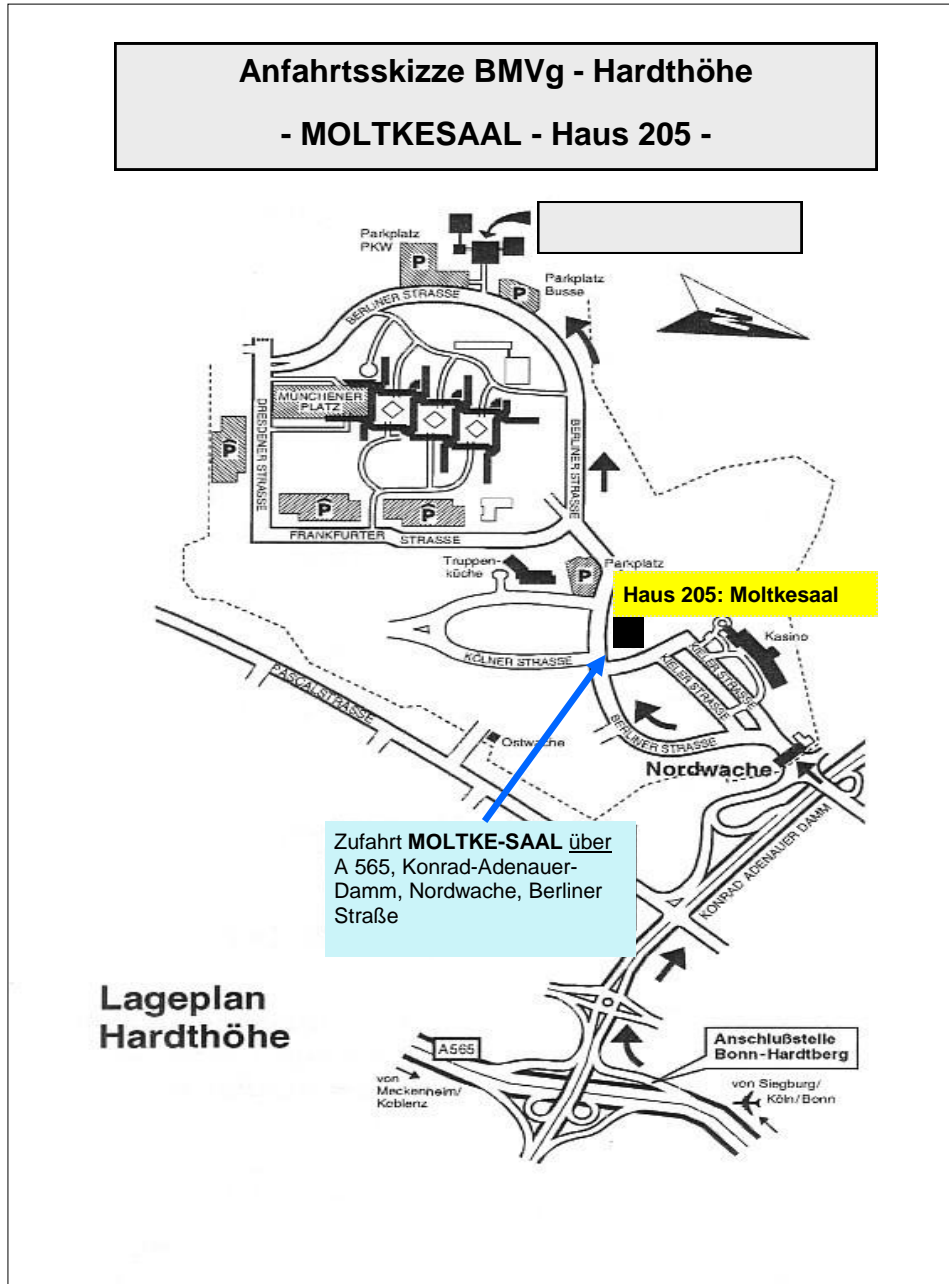 Anfahrtsskizze BMVg - Hardthöhe
- MOLTKESAAL - Haus 205 -
Parkplatz
PKW
P
Parkplatz
Busse
P
BERLINER STRASSE
N
MÜNCHENER
PLATZ
DRESDENER STRASSE
P
BERLINER STRASSE
P
P
FRANKFURTER STRASSE
Truppen-
küche
P
Parkplatz
Haus 205: Moltkesaal
Kasino
KÖLNER STRASSE
KIELER STRASSE
KIELER STRASSE
PASCALSTRASSE
Ostwache
BERLINER STRASSE
Nordwache
KONRAD ADENAUER DAMM
Zufahrt MOLTKE-SAAL über
A 565, Konrad-Adenauer-
Damm, Nordwache, Berliner
Straße
Lageplan
Hardthöhe
A565
Anschlußstelle
Bonn-Hardtberg
von
Meckenheim/
Koblenz
von Siegburg/
Köln/Bonn